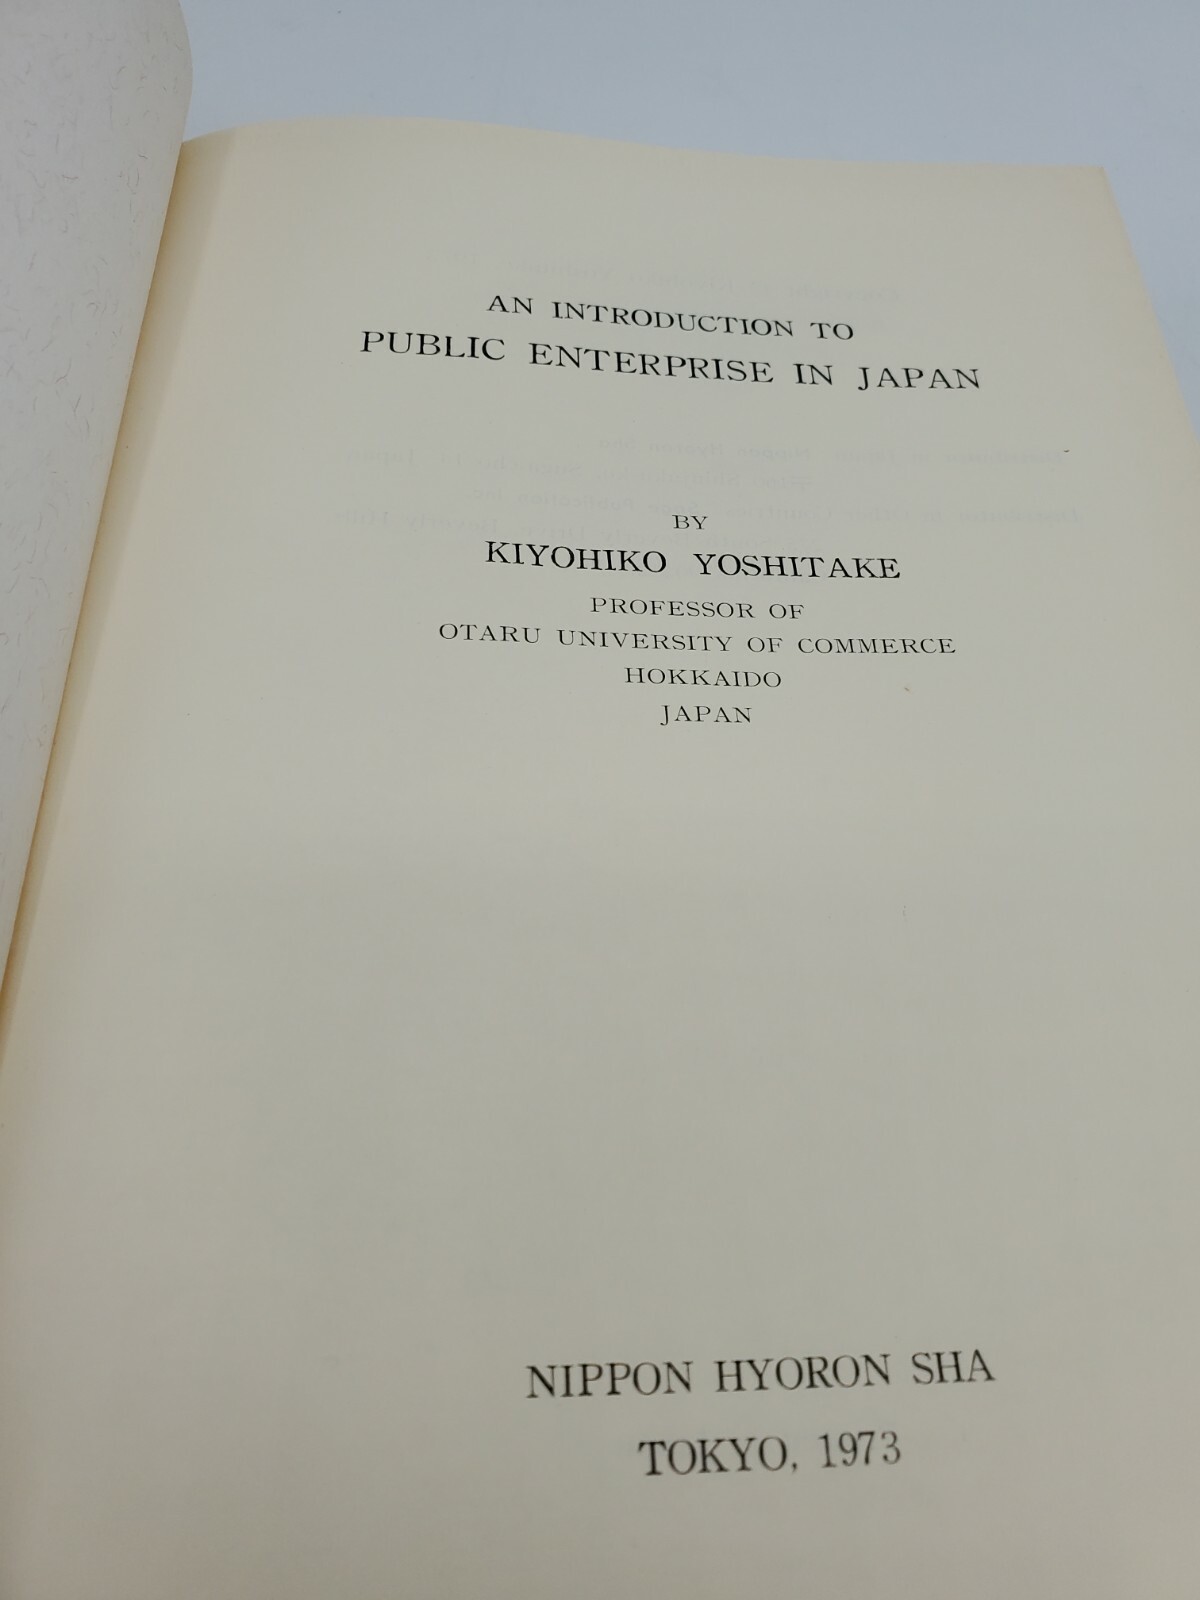 AN INTRODUCTION TO
PUBLIC ENTERPRISE IN JAPAN
BY
KIYOHIKO YOSHITAKE
PROFESSOR OF
OTARU UNIVERSITY OF COMMERCE
HOKKAIDO
JAPAN
NIPPON HYORON SHA
TOKYO, 1973